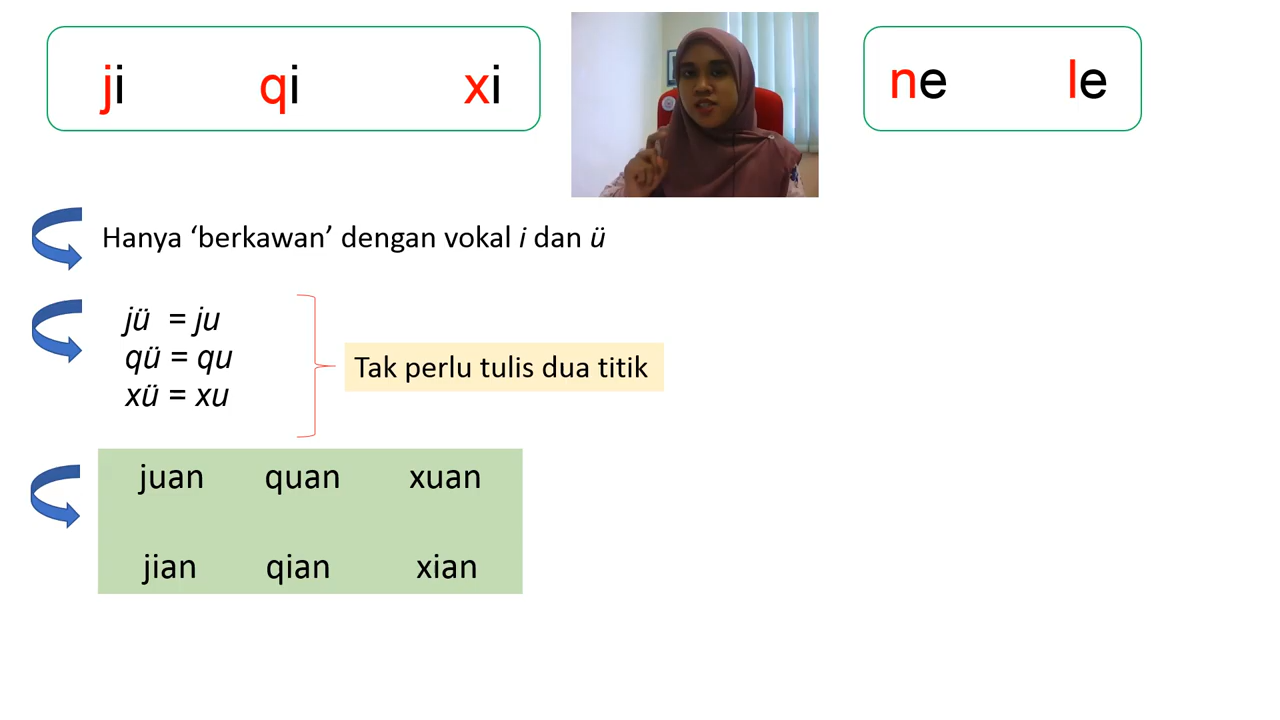 ji qi xi
ne le
Hanya ‘berkawan’ dengan vokal i dan ü
jü = ju
qü = qu
xü = xu
Tak perlu tulis dua titik
juan quan xuan
jian qian xian